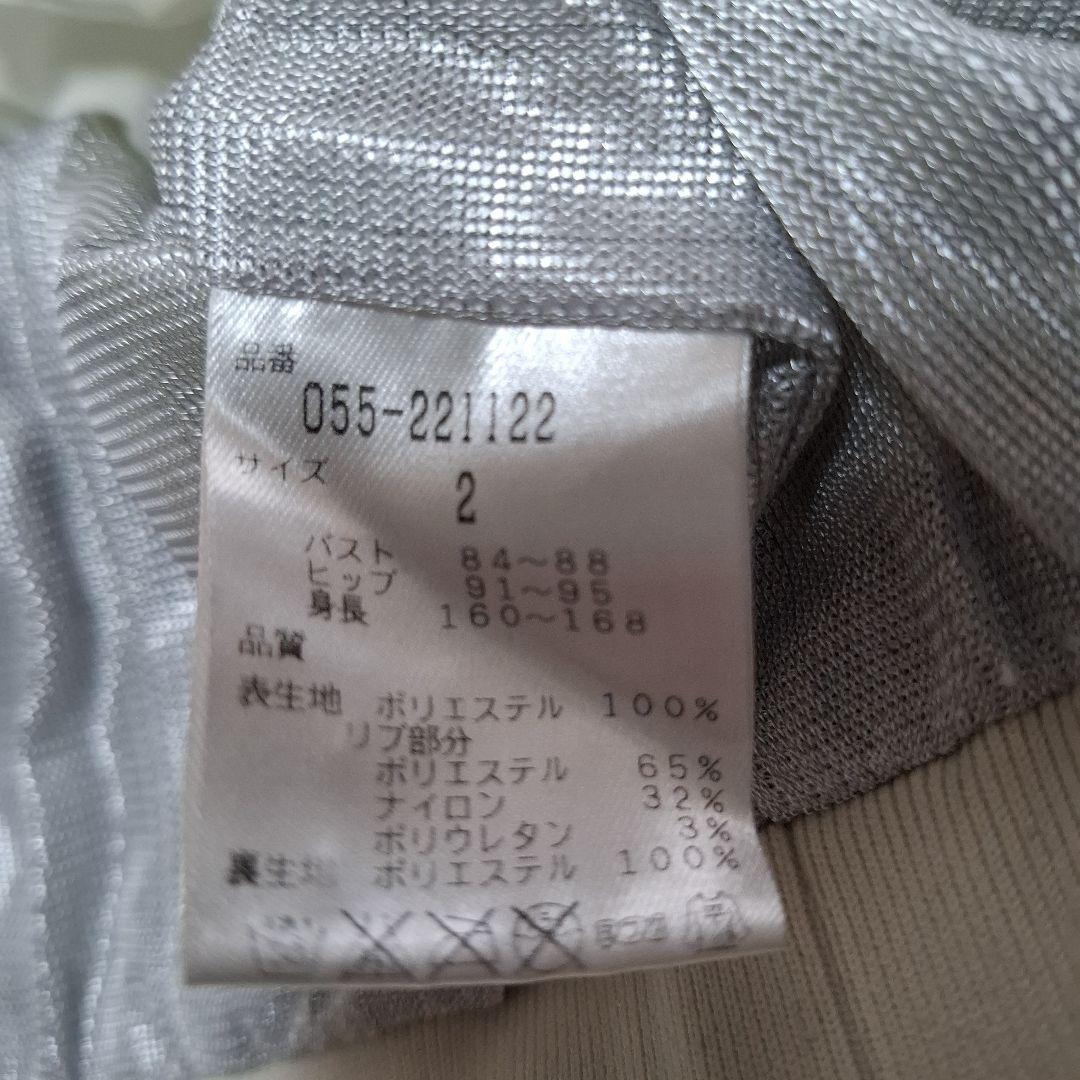 品番
055-221122
サイズ
2
バスト 84～88
ヒップ 91～95
身長 160～168
品質
表生地 ポリエステル 100%
リブ部分
ポリエステル 65%
ナイロン 32%
ポリウレタン 3%
裏生地 ポリエステル 100%